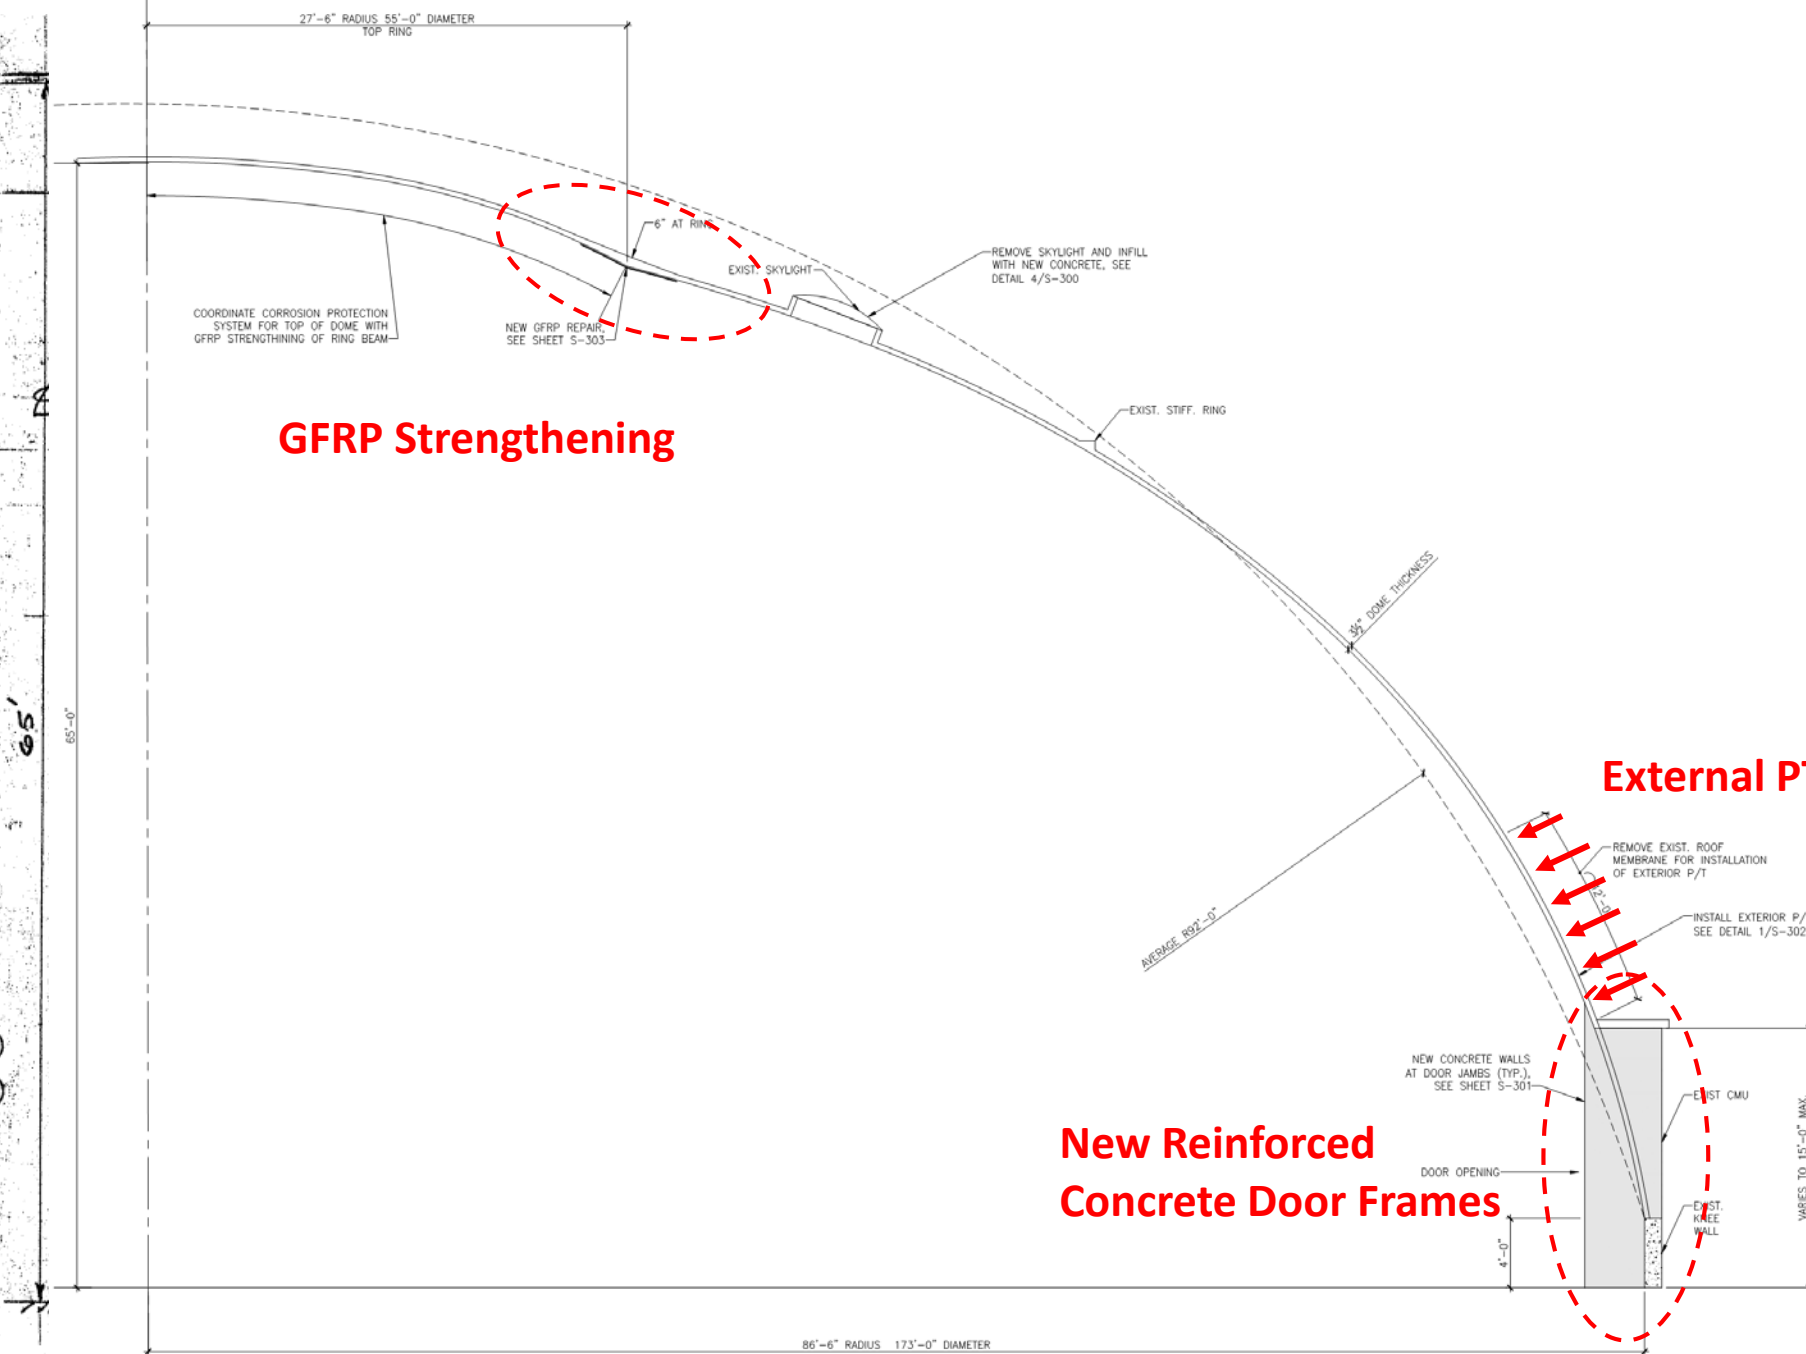 27'-6" RADIUS 55'-0" DIAMETER
TOP RING
6" AT RING
EXIST. SKYLIGHT
REMOVE SKYLIGHT AND INFILL
WITH NEW CONCRETE, SEE
DETAIL 4/S-300
COORDINATE CORROSION PROTECTION
SYSTEM FOR TOP OF DOME WITH
GFRP STRENGTHINING OF RING BEAM
NEW GFRP REPAIR,
SEE SHEET S-303
GFRP Strengthening
EXIST. STIFF. RING
3½" DOME THICKNESS
65'
65'-0"
External PT
REMOVE EXIST. ROOF
MEMBRANE FOR INSTALLATION
OF EXTERIOR P/T
INSTALL EXTERIOR P/
SEE DETAIL 1/S-302
AVERAGE R92'-0"
NEW CONCRETE WALLS
AT DOOR JAMBS (TYP.),
SEE SHEET S-301
EXIST CMU
New Reinforced
Concrete Door Frames
DOOR OPENING
EXIST.
KNEE
WALL
VARIES TO 15'-0" MAX.
4'-0"
86'-6" RADIUS 173'-0" DIAMETER